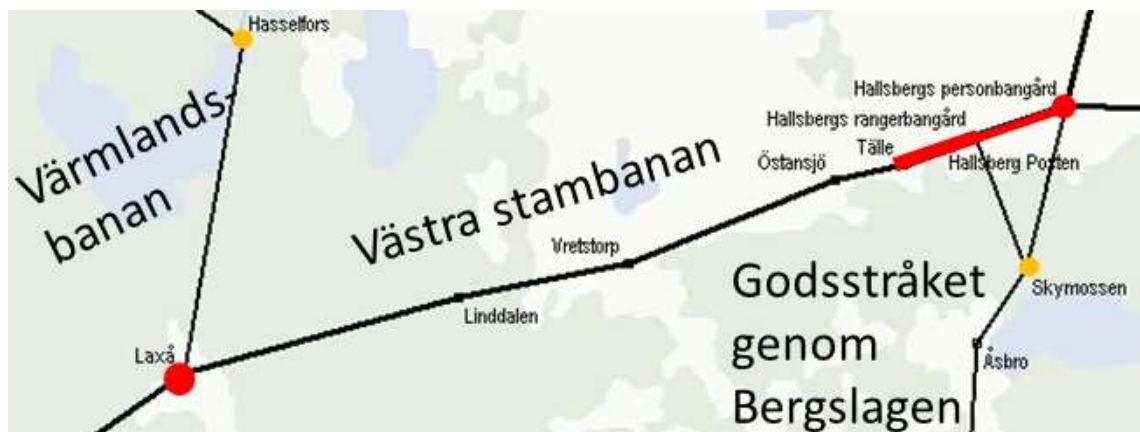 Hasselfors
Värmlands-
banan
Hallsbergs personbangård
Hallsbergs rangerbangård
Tälle
Östansjö
Hallsberg Posten
Västra stambanan
Vretstorp
Linddalen
Laxå
Godsstråket
genom
Bergslagen
Skymossen
Åsbro